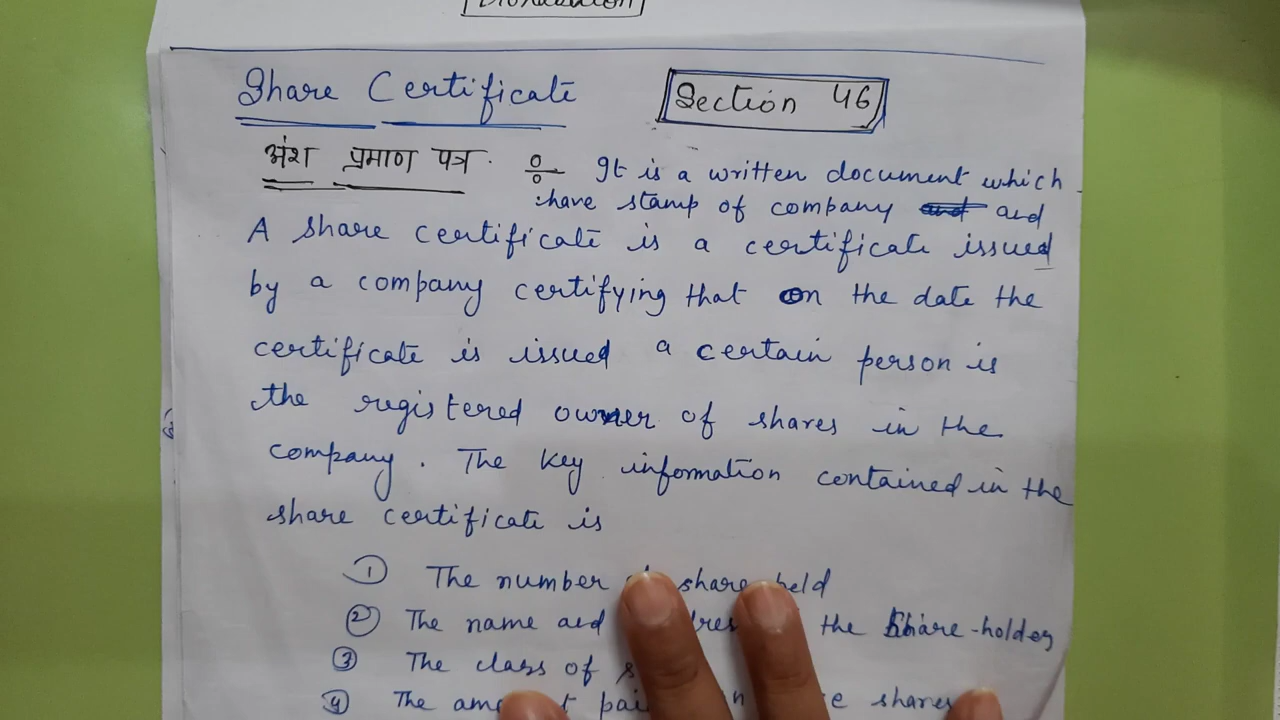 Share Certificate Section 46
अंश प्रमाण पत्र . ÷ It is a written document which
have stamp of company and and
A share certificate is a certificate issued
by a company certifying that on the date the
certificate is issued a certain person is
the registered owner of shares in the
company. The Key information contained in the
share certificate is
① The number share held
② The name and the Share-holder
③ The class of
④ The shares